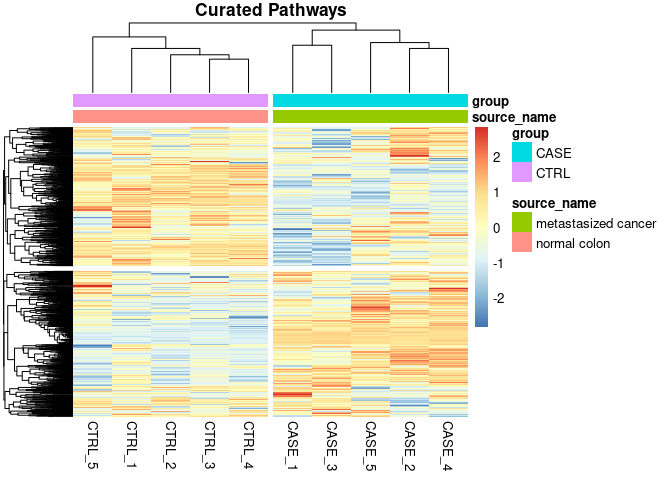 Curated Pathways
group
source_name
group
CASE
CTRL
source_name
metastasized cancer
normal colon
2
1
0
-1
-2
CTRL_5
CTRL_1
CTRL_2
CTRL_3
CTRL_4
CASE_1
CASE_3
CASE_5
CASE_2
CASE_4